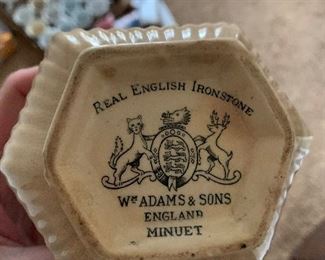 REAL ENGLISH IRONSTONE
Wm ADAMS & SONS
ENGLAND
MINUET